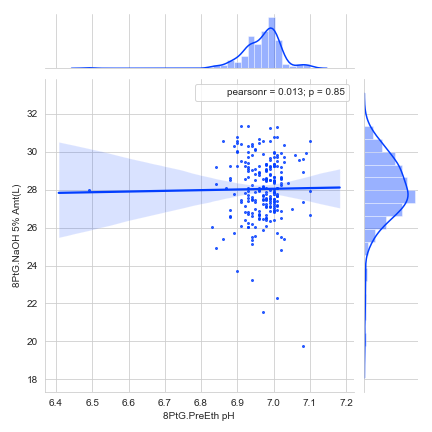 pearsonr = 0.013; p = 0.85
32
30
28
26
24
22
20
18
8PtG.NaOH 5% Amt(L)
6.4 6.5 6.6 6.7 6.8 6.9 7.0 7.1 7.2
8PtG.PreEth pH